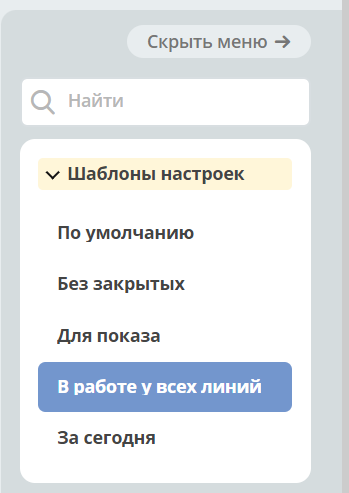 Скрыть меню →
Найти
Шаблоны настроек
По умолчанию
Без закрытых
Для показа
В работе у всех линий
За сегодня